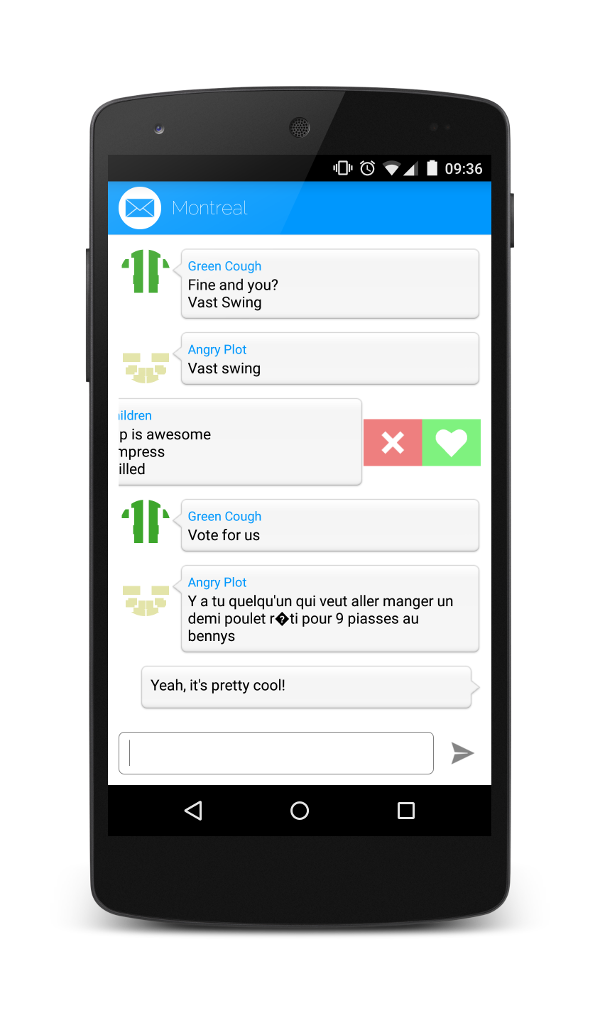 09:36
Montreal
Green Cough
Fine and you?
Vast Swing
Angry Plot
Vast swing
ildren
p is awesome
mpress
illed
Green Cough
Vote for us
Angry Plot
Y a tu quelqu'un qui veut aller manger un
demi poulet r�ti pour 9 piasses au
bennys
Yeah, it's pretty cool!